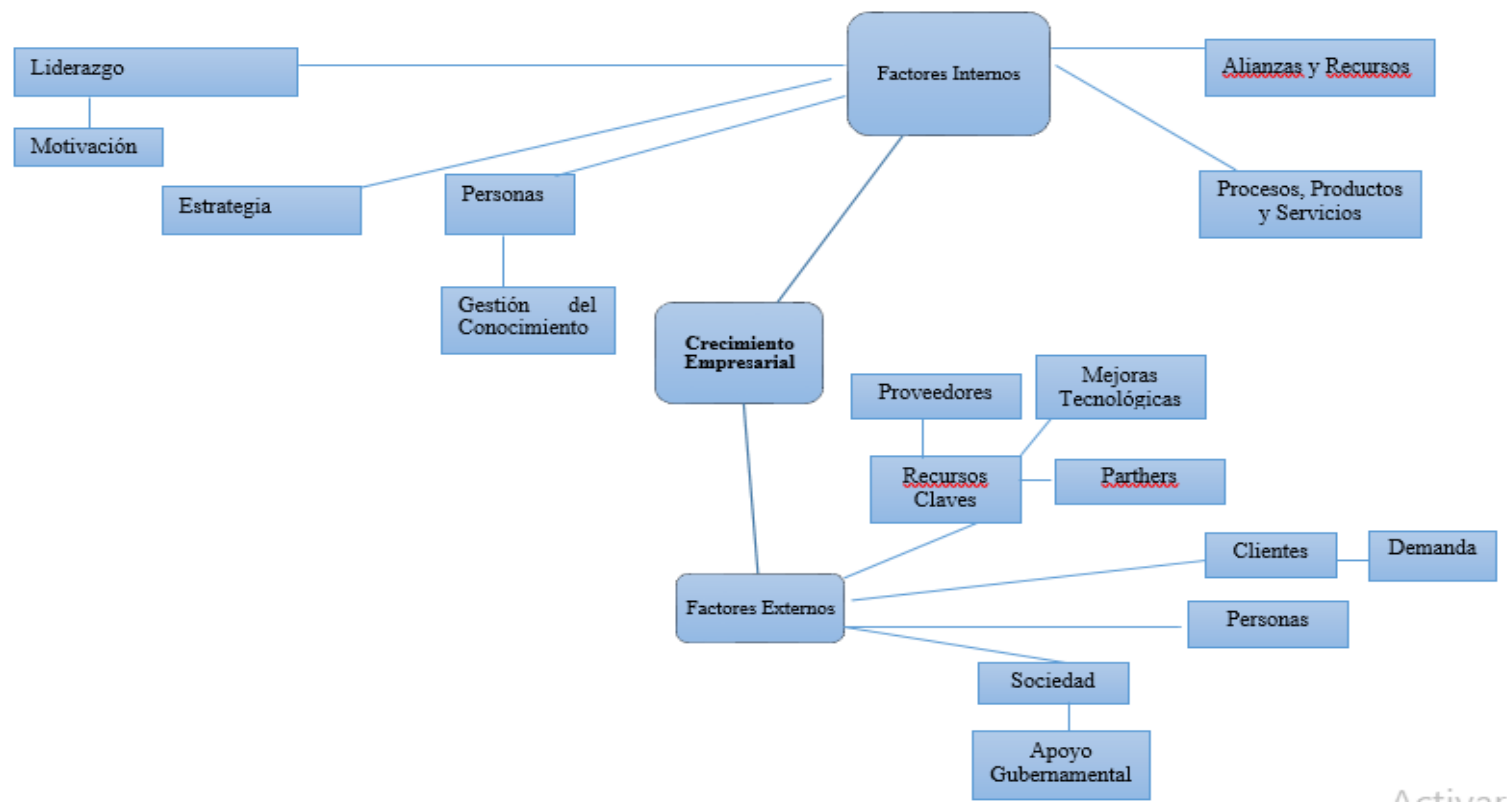 Factores Internos
Liderazgo
Alianzas y Recursos
Motivación
Estrategia
Personas
Procesos, Productos
y Servicios
Gestión del
Conocimiento
Crecimiento
Empresarial
Proveedores
Mejoras
Tecnológicas
Recursos
Claves
Parthers
Clientes
Demanda
Factores Externos
Personas
Sociedad
Apoyo
Gubernamental
Activar